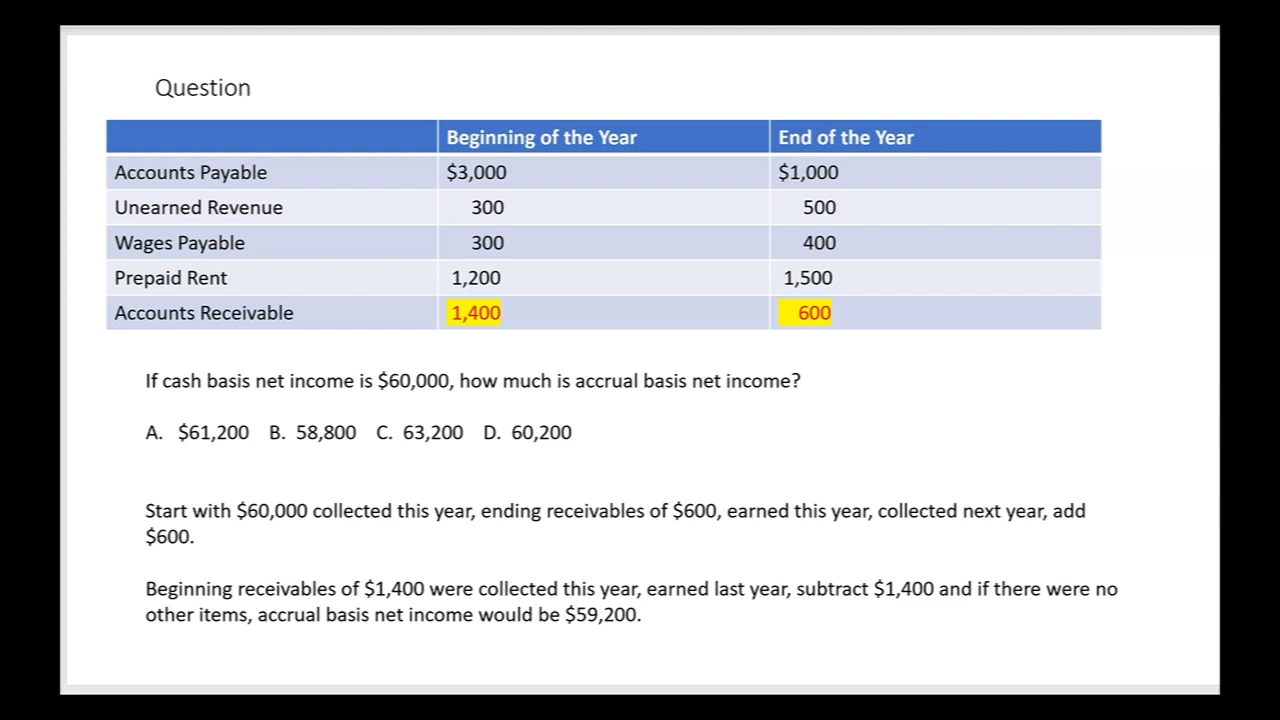 Question
Beginning of the Year End of the Year
Accounts Payable $3,000 $1,000
Unearned Revenue 300 500
Wages Payable 300 400
Prepaid Rent 1,200 1,500
Accounts Receivable 1,400 600
If cash basis net income is $60,000, how much is accrual basis net income?
A. $61,200 B. 58,800 C. 63,200 D. 60,200
Start with $60,000 collected this year, ending receivables of $600, earned this year, collected next year, add
$600.
Beginning receivables of $1,400 were collected this year, earned last year, subtract $1,400 and if there were no
other items, accrual basis net income would be $59,200.